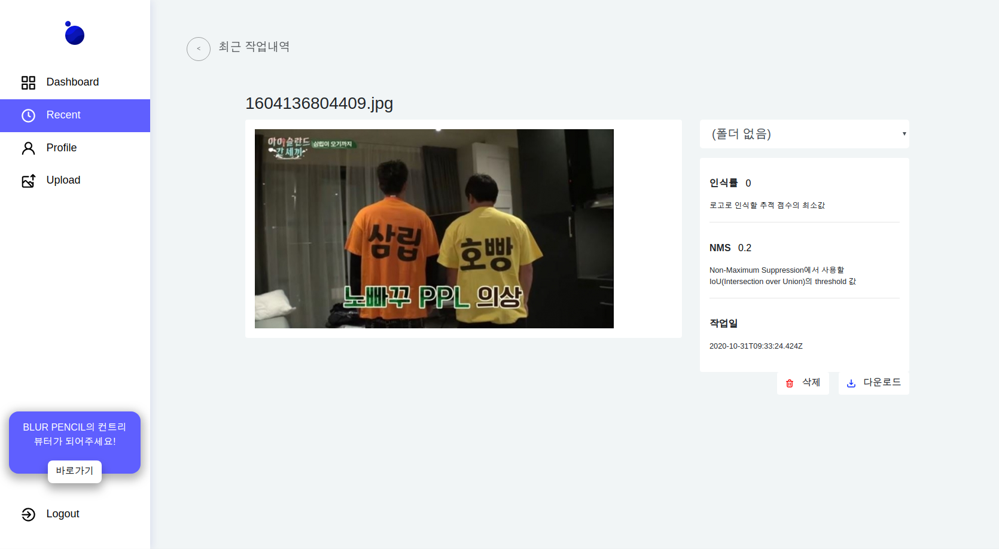 Dashboard
Recent
Profile
Upload
BLUR PENCIL의 컨트리
뷰터가 되어주세요!
바로가기
Logout
<
최근 작업내역
1604136804409.jpg
아이슬란드
간세끼
삼립이 오기까지
삼립
호빵
노빠꾸 PPL 의상
(폴더 없음)
인식률 0
로고로 인식할 추적 점수의 최소값
NMS 0.2
Non-Maximum Suppression에서 사용할
IoU(Intersection over Union)의 threshold 값
작업일
2020-10-31T09:33:24.424Z
삭제
다운로드